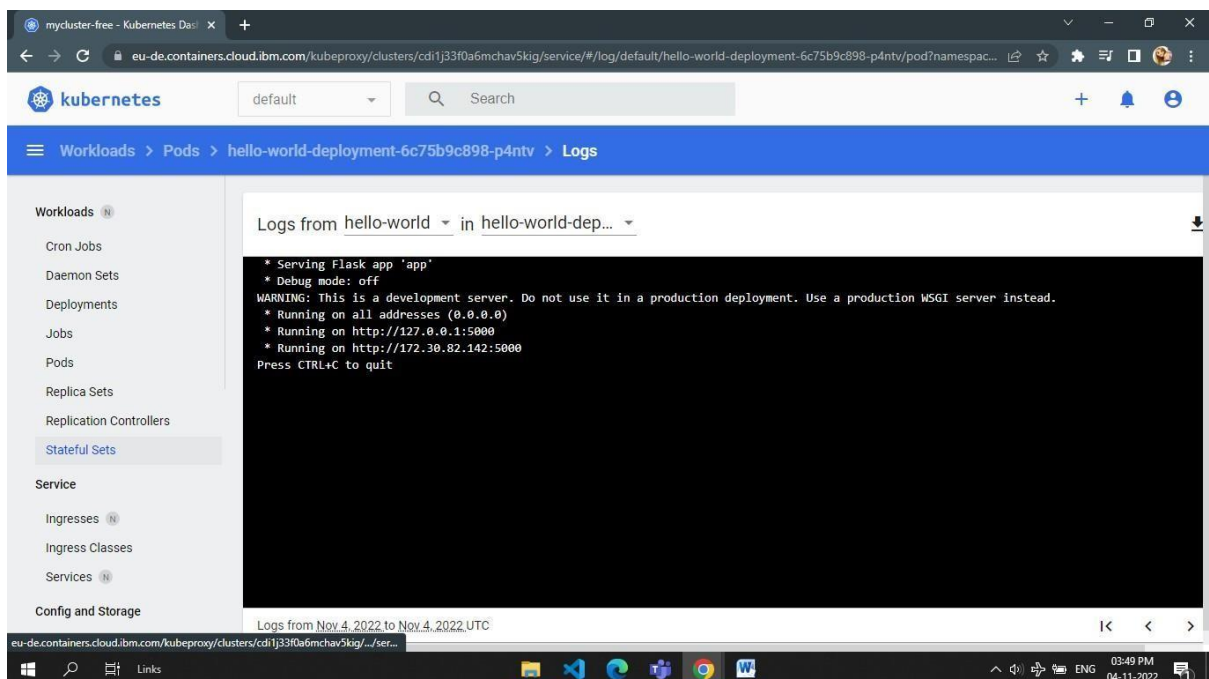 mycluster-free - Kubernetes Das
eu-de.containers.cloud.ibm.com/kubeproxy/clusters/cdi1j33f0a6mchav5kig/service/#/log/default/hello-world-deployment-6c75b9c898-p4ntv/pod?namespac...
kubernetes
default
Search
Workloads > Pods > hello-world-deployment-6c75b9c898-p4ntv > Logs
Workloads N
Cron Jobs
Daemon Sets
Deployments
Jobs
Pods
Replica Sets
Replication Controllers
Stateful Sets
Service
Ingresses N
Ingress Classes
Services N
Config and Storage
Logs from hello-world in hello-world-dep...
* Serving Flask app 'app'
* Debug mode: off
WARNING: This is a development server. Do not use it in a production deployment. Use a production WSGI server instead.
* Running on all addresses (0.0.0.0)
* Running on http://127.0.0.1:5000
* Running on http://172.30.82.142:5000
Press CTRL+C to quit
Logs from Nov 4, 2022 to Nov 4, 2022 UTC
eu-de.containers.cloud.ibm.com/kubeproxy/clusters/cdi1j33f0a6mchav5kig/.../ser...
Links
ENG
03:49 PM
04-11-2022